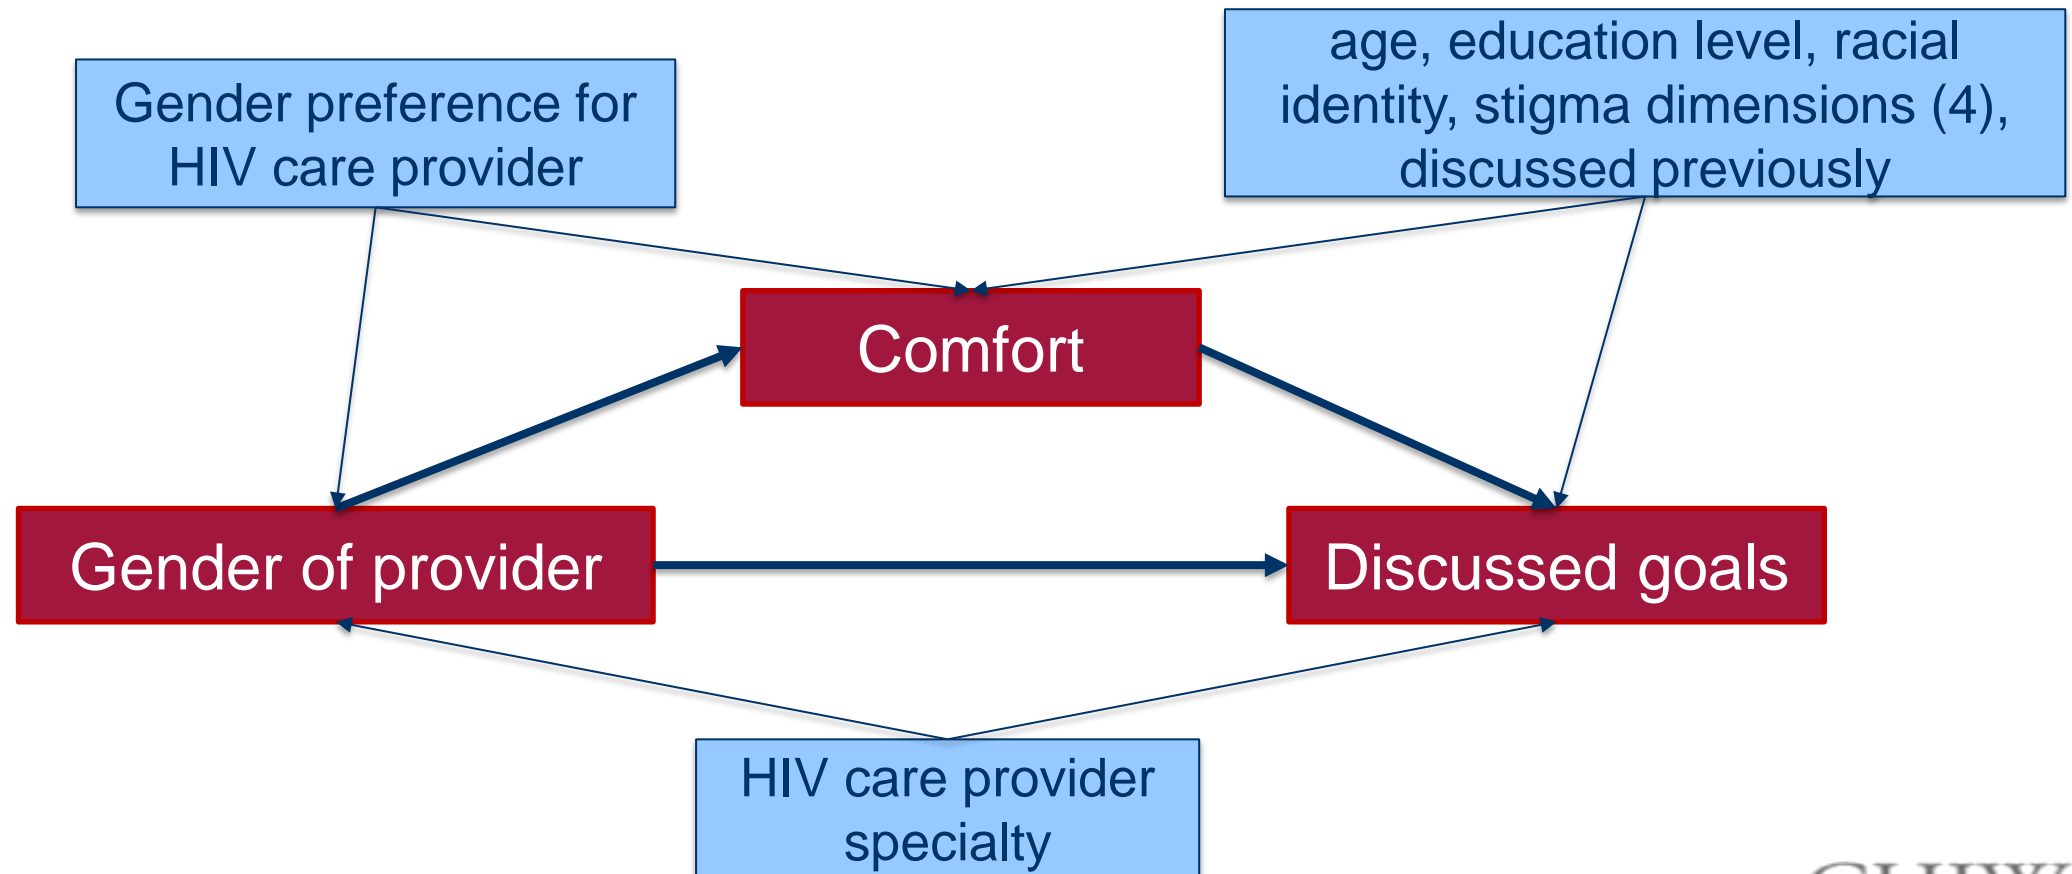 Gender preference for
HIV care provider
age, education level, racial
identity, stigma dimensions (4),
discussed previously
Comfort
Gender of provider
Discussed goals
HIV care provider
specialty